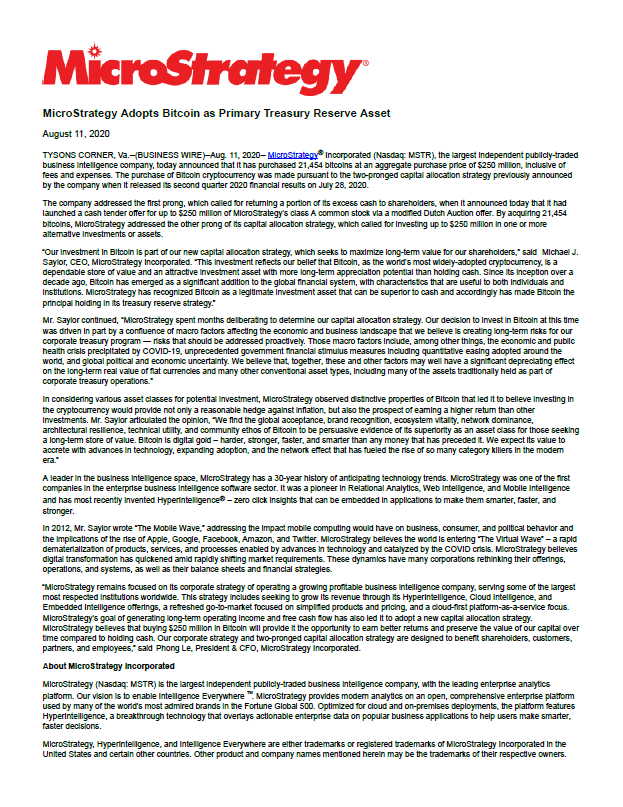 MicroStrategy®
MicroStrategy Adopts Bitcoin as Primary Treasury Reserve Asset
August 11, 2020
TYSONS CORNER, Va.–(BUSINESS WIRE)–Aug. 11, 2020– MicroStrategy® Incorporated (Nasdaq: MSTR), the largest independent publicly-traded
business intelligence company, today announced that it has purchased 21,454 bitcoins at an aggregate purchase price of $250 million, inclusive of
fees and expenses. The purchase of Bitcoin cryptocurrency was made pursuant to the two-pronged capital allocation strategy previously announced
by the company when it released its second quarter 2020 financial results on July 28, 2020.
The company addressed the first prong, which called for returning a portion of its excess cash to shareholders, when it announced today that it had
launched a cash tender offer for up to $250 million of MicroStrategy's class A common stock via a modified Dutch Auction offer. By acquiring 21,454
bitcoins, MicroStrategy addressed the other prong of its capital allocation strategy, which called for investing up to $250 million in one or more
alternative investments or assets.
"Our investment in Bitcoin is part of our new capital allocation strategy, which seeks to maximize long-term value for our shareholders," said Michael J.
Saylor, CEO, MicroStrategy Incorporated. "This investment reflects our belief that Bitcoin, as the world's most widely-adopted cryptocurrency, is a
dependable store of value and an attractive investment asset with more long-term appreciation potential than holding cash. Since its inception over a
decade ago, Bitcoin has emerged as a significant addition to the global financial system, with characteristics that are useful to both individuals and
institutions. MicroStrategy has recognized Bitcoin as a legitimate investment asset that can be superior to cash and accordingly has made Bitcoin the
principal holding in its treasury reserve strategy."
Mr. Saylor continued, "MicroStrategy spent months deliberating to determine our capital allocation strategy. Our decision to invest in Bitcoin at this time
was driven in part by a confluence of macro factors affecting the economic and business landscape that we believe is creating long-term risks for our
corporate treasury program — risks that should be addressed proactively. Those macro factors include, among other things, the economic and public
health crisis precipitated by COVID-19, unprecedented government financial stimulus measures including quantitative easing adopted around the
world, and global political and economic uncertainty. We believe that, together, these and other factors may well have a significant depreciating effect
on the long-term real value of fiat currencies and many other conventional asset types, including many of the assets traditionally held as part of
corporate treasury operations."
In considering various asset classes for potential investment, MicroStrategy observed distinctive properties of Bitcoin that led it to believe investing in
the cryptocurrency would provide not only a reasonable hedge against inflation, but also the prospect of earning a higher return than other
investments. Mr. Saylor articulated the opinion, "We find the global acceptance, brand recognition, ecosystem vitality, network dominance,
architectural resilience, technical utility, and community ethos of Bitcoin to be persuasive evidence of its superiority as an asset class for those seeking
a long-term store of value. Bitcoin is digital gold – harder, stronger, faster, and smarter than any money that has preceded it. We expect its value to
accrete with advances in technology, expanding adoption, and the network effect that has fueled the rise of so many category killers in the modern
era."
A leader in the business intelligence space, MicroStrategy has a 30-year history of anticipating technology trends. MicroStrategy was one of the first
companies in the enterprise business intelligence software sector. It was a pioneer in Relational Analytics, Web Intelligence, and Mobile Intelligence
and has most recently invented HyperIntelligence® – zero click insights that can be embedded in applications to make them smarter, faster, and
stronger.
In 2012, Mr. Saylor wrote "The Mobile Wave," addressing the impact mobile computing would have on business, consumer, and political behavior and
the implications of the rise of Apple, Google, Facebook, Amazon, and Twitter. MicroStrategy believes the world is entering "The Virtual Wave" – a rapid
dematerialization of products, services, and processes enabled by advances in technology and catalyzed by the COVID crisis. MicroStrategy believes
digital transformation has quickened amid rapidly shifting market requirements. These dynamics have many corporations rethinking their offerings,
operations, and systems, as well as their balance sheets and financial strategies.
"MicroStrategy remains focused on its corporate strategy of operating a growing profitable business intelligence company, serving some of the largest
most respected institutions worldwide. This strategy includes seeking to grow its revenue through its HyperIntelligence, Cloud Intelligence, and
Embedded Intelligence offerings, a refreshed go-to-market focused on simplified products and pricing, and a cloud-first platform-as-a-service focus.
MicroStrategy's goal of generating long-term operating income and free cash flow has also led it to adopt a new capital allocation strategy.
MicroStrategy believes that buying $250 million in Bitcoin will provide it the opportunity to earn better returns and preserve the value of our capital over
time compared to holding cash. Our corporate strategy and two-pronged capital allocation strategy are designed to benefit shareholders, customers,
partners, and employees," said Phong Le, President & CFO, MicroStrategy Incorporated.
About MicroStrategy Incorporated
MicroStrategy (Nasdaq: MSTR) is the largest independent publicly-traded business intelligence company, with the leading enterprise analytics
platform. Our vision is to enable Intelligence Everywhere ™. MicroStrategy provides modern analytics on an open, comprehensive enterprise platform
used by many of the world's most admired brands in the Fortune Global 500. Optimized for cloud and on-premises deployments, the platform features
HyperIntelligence, a breakthrough technology that overlays actionable enterprise data on popular business applications to help users make smarter,
faster decisions.
MicroStrategy, HyperIntelligence, and Intelligence Everywhere are either trademarks or registered trademarks of MicroStrategy Incorporated in the
United States and certain other countries. Other product and company names mentioned herein may be the trademarks of their respective owners.